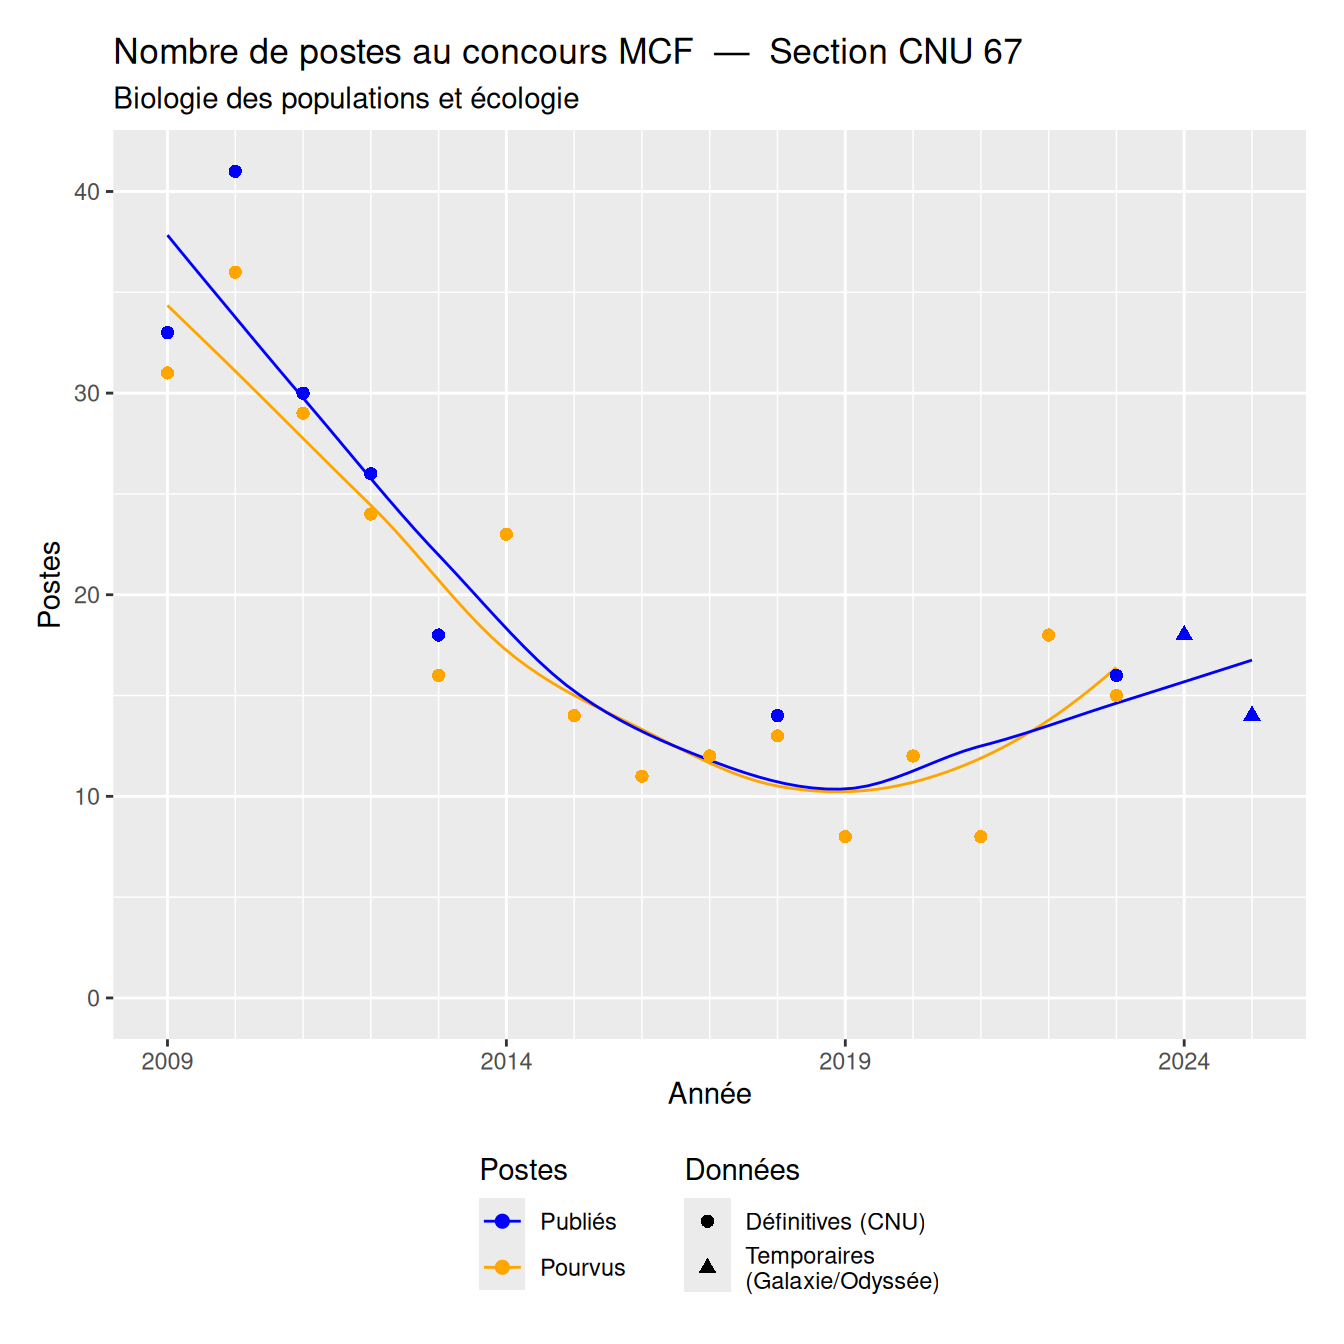 Nombre de postes au concours MCF — Section CNU 67
Biologie des populations et écologie
Postes
40
30
20
10
0
2009 2014 2019 2024
Année
Postes
Publiés
Pourvus
Données
Définitives (CNU)
Temporaires
(Galaxie/Odyssée)